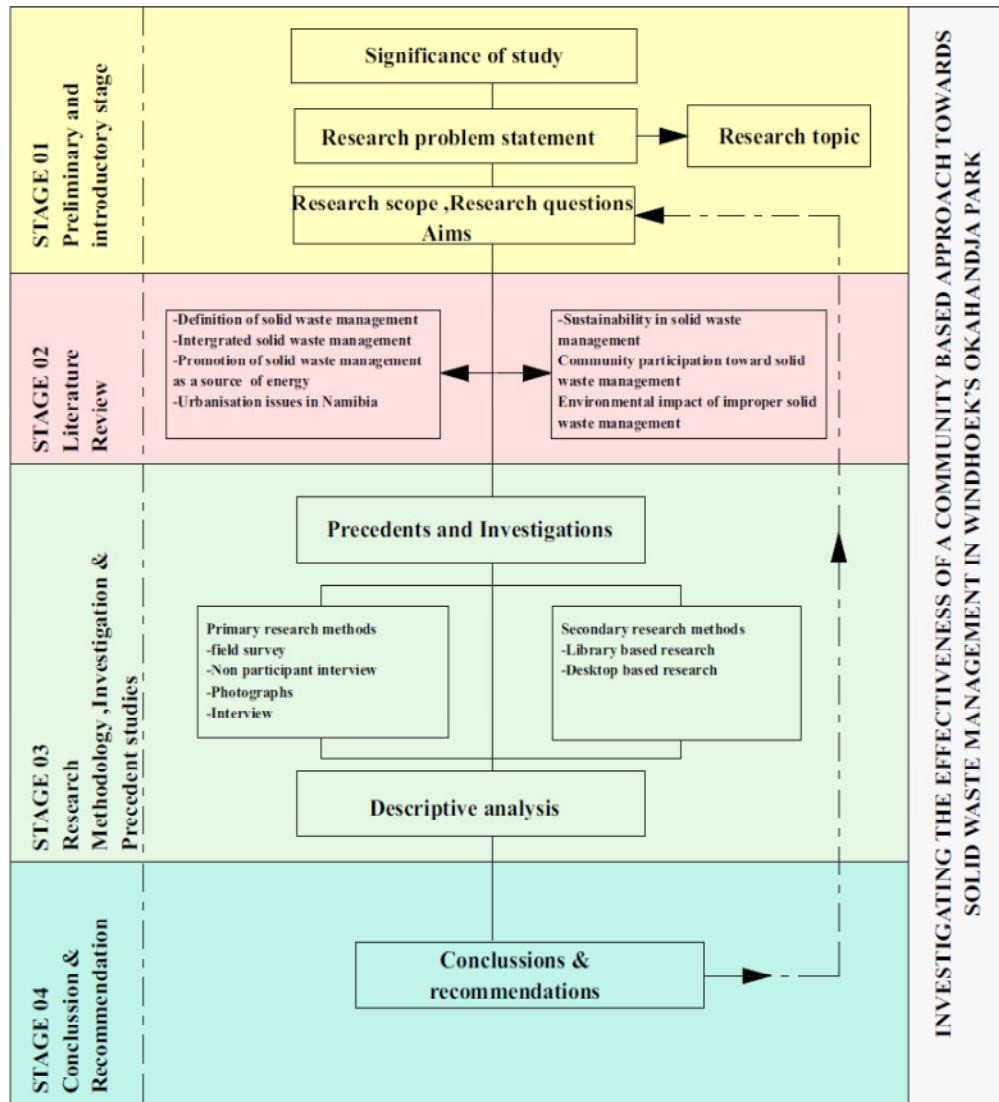 STAGE 01
Preliminary and
introductory stage
Significance of study
Research problem statement
Research topic
Research scope ,Research questions
Aims
STAGE 02
Literature
Review
-Definition of solid waste management
-Intergrated solid waste management
-Promotion of solid waste management
as a source of energy
-Urbanisation issues in Namibia
-Sustainability in solid waste
management
Community participation toward solid
waste management
Environmental impact of improper solid
waste management
STAGE 03
Research
Methodology ,Investigation &
Precedent studies
Precedents and Investigations
Primary research methods
-field survey
-Non participant interview
-Photographs
-Interview
Secondary research methods
-Library based research
-Desktop based research
Descriptive analysis
STAGE 04
Conclussion &
Recommendation
Conclussions &
recommendations
INVESTIGATING THE EFFECTIVENESS OF A COMMUNITY BASED APPROACH TOWARDS
SOLID WASTE MANAGEMENT IN WINDHOEK'S OKAHANDJA PARK